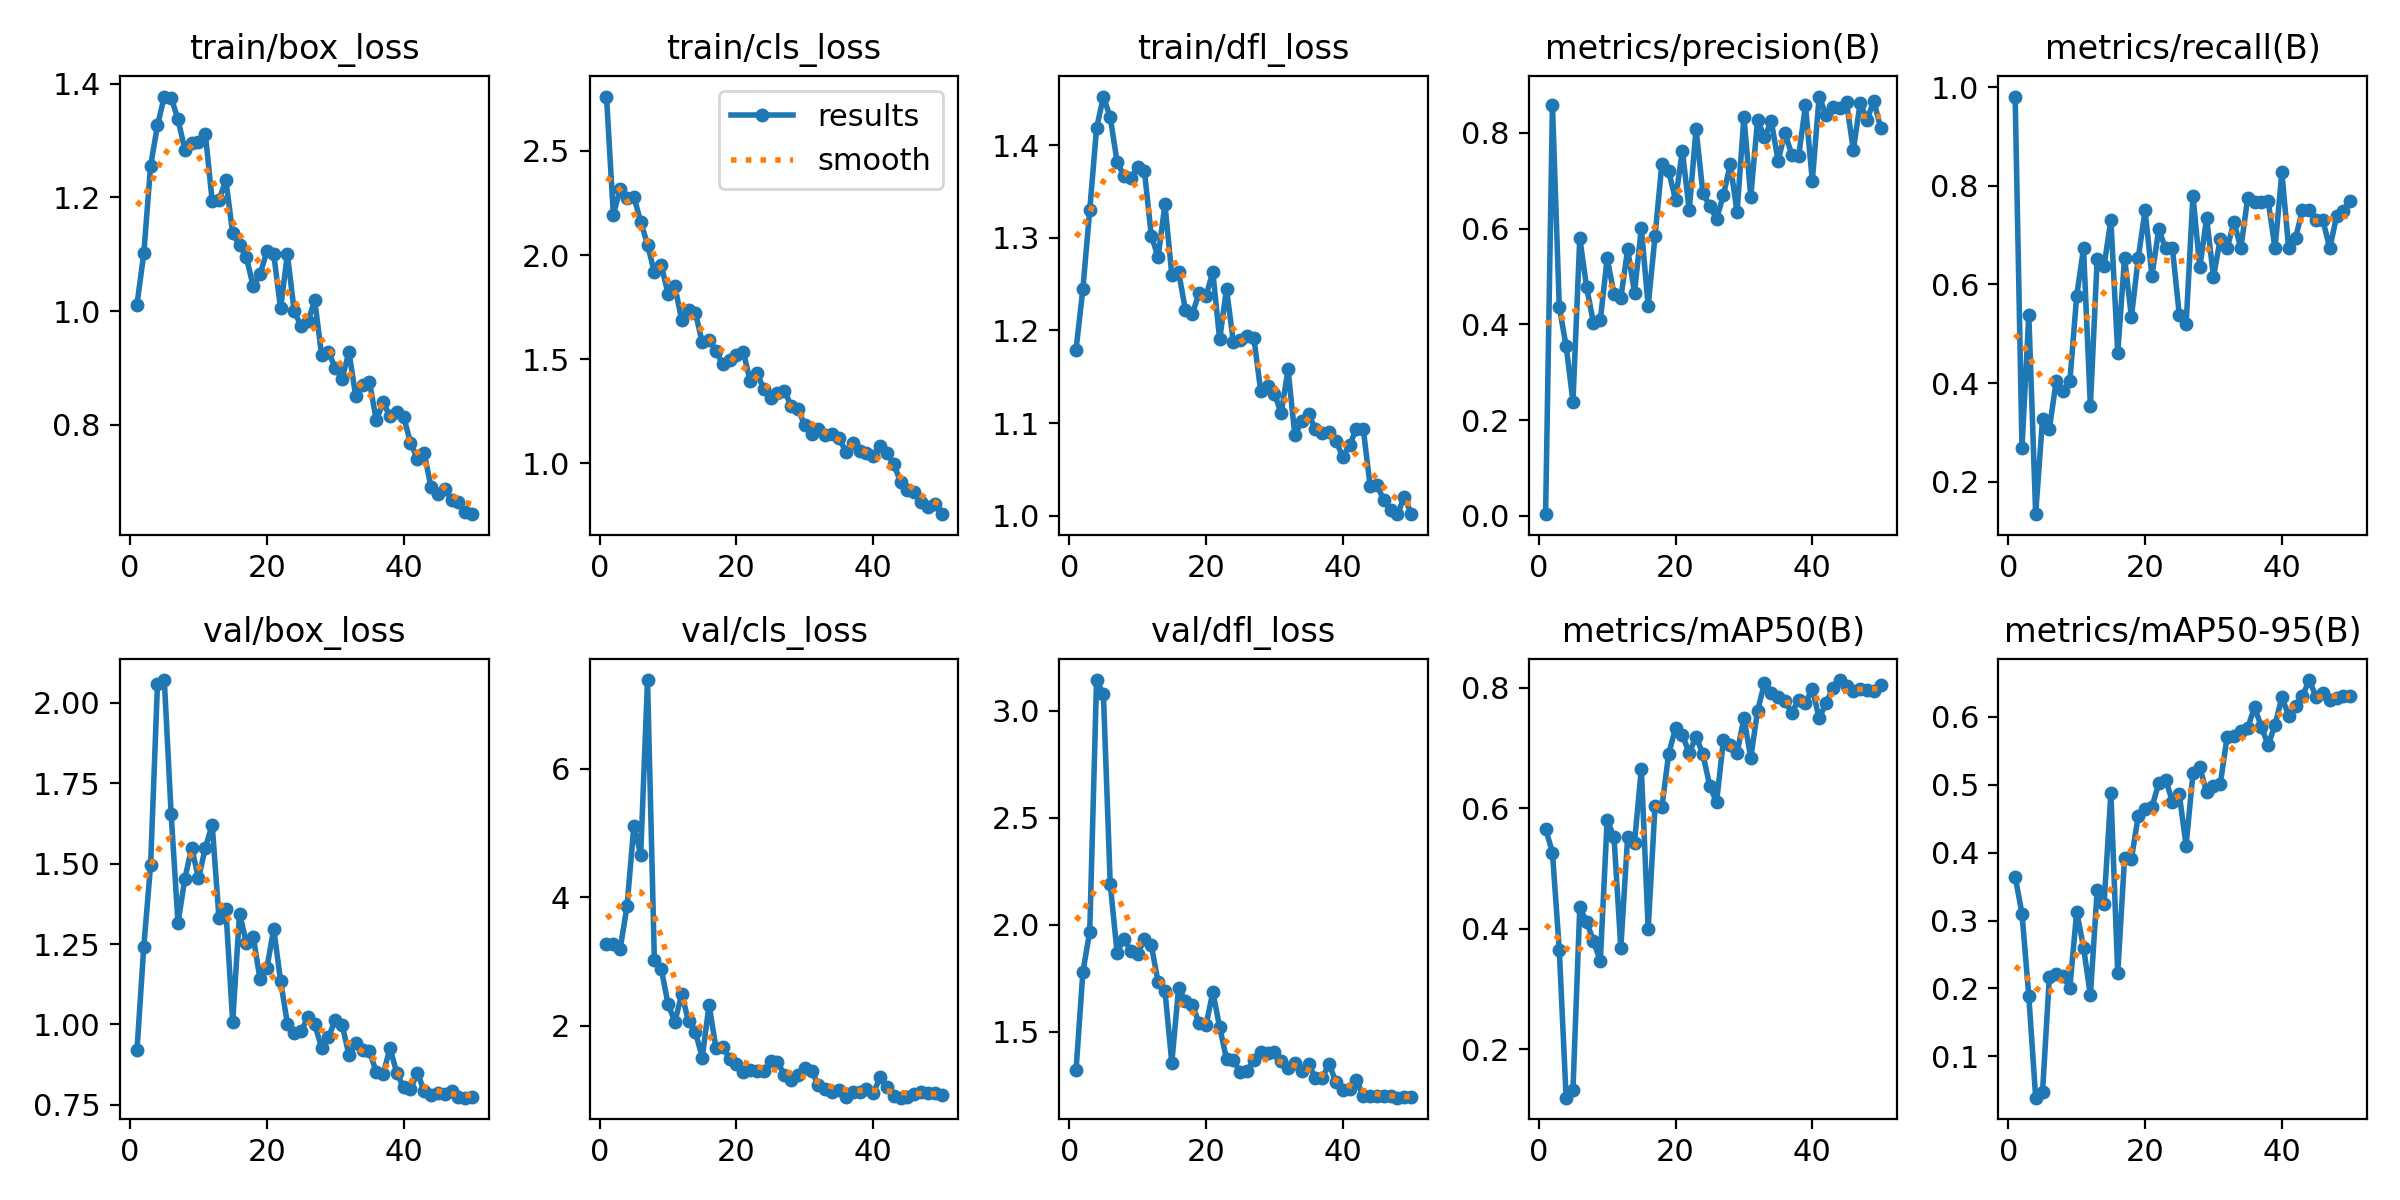 train/box_loss
1.4
1.2
1.0
0.8
0 20 40
train/cls_loss
results
smooth
2.5
2.0
1.5
1.0
0 20 40
train/dfl_loss
1.4
1.3
1.2
1.1
1.0
0 20 40
metrics/precision(B)
0.8
0.6
0.4
0.2
0.0
0 20 40
metrics/recall(B)
1.0
0.8
0.6
0.4
0.2
0 20 40
val/box_loss
2.00
1.75
1.50
1.25
1.00
0.75
0 20 40
val/cls_loss
6
4
2
0 20 40
val/dfl_loss
3.0
2.5
2.0
1.5
0 20 40
metrics/mAP50(B)
0.8
0.6
0.4
0.2
0 20 40
metrics/mAP50-95(B)
0.6
0.5
0.4
0.3
0.2
0.1
0 20 40